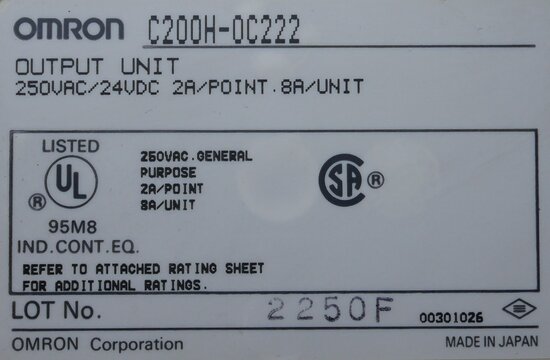 OMRON C200H-OC222
OUTPUT UNIT
250VAC/24VDC 2A/POINT.8A/UNIT
LISTED
UL ®
95M8
IND.CONT.EQ.
250VAC.GENERAL
PURPOSE
2A/POINT
8A/UNIT
CSA ®
REFER TO ATTACHED RATING SHEET
FOR ADDITIONAL RATINGS.
LOT No. 2250F 00301026
OMRON Corporation MADE IN JAPAN